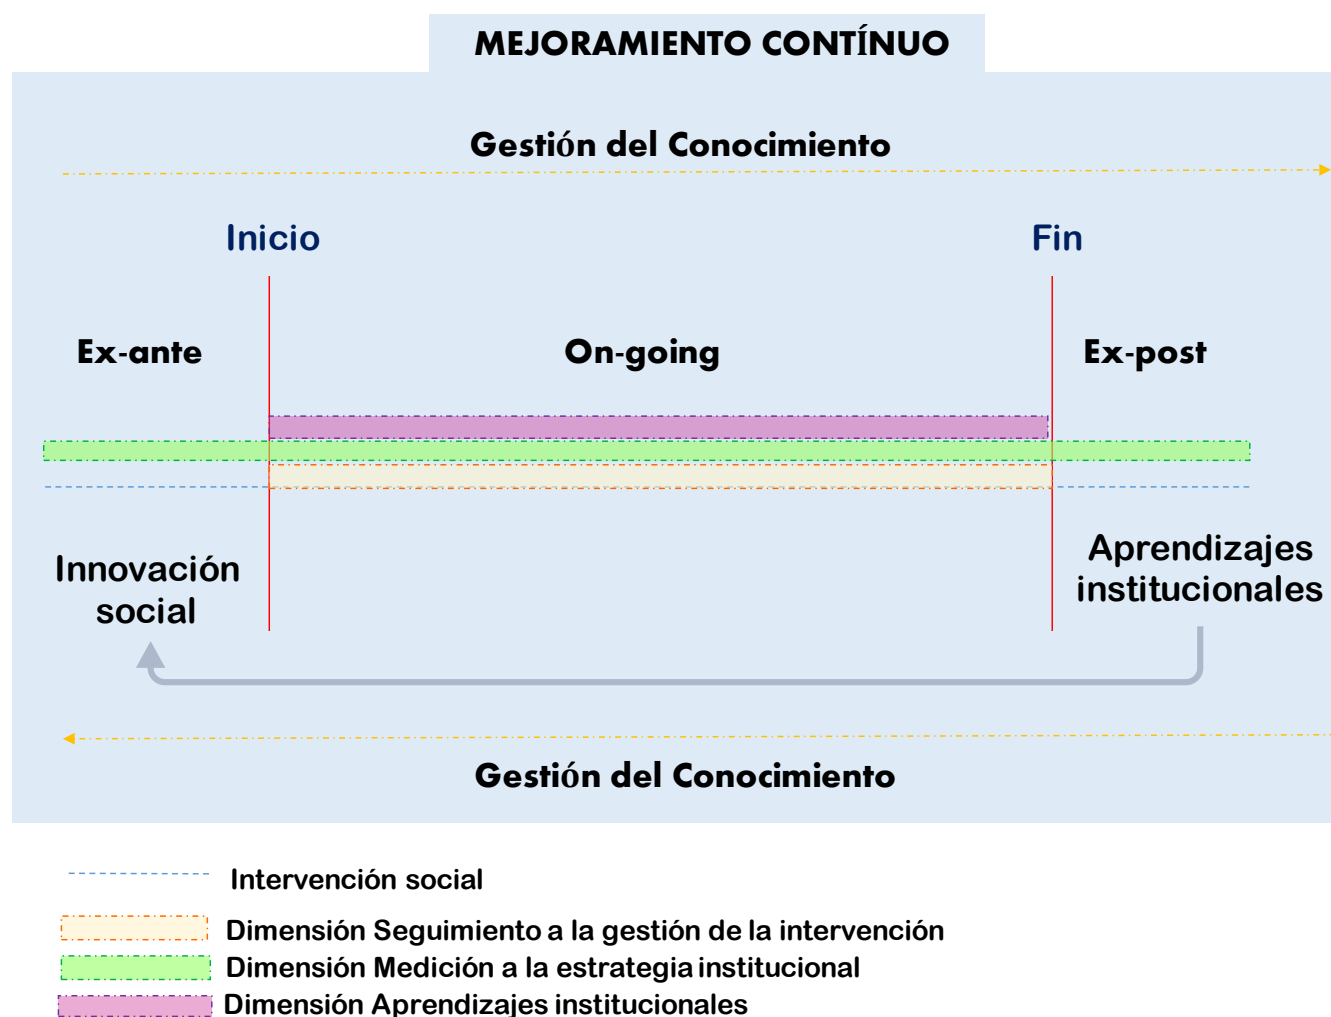 MEJORAMIENTO CONTÍNUO
Gestión del Conocimiento
Inicio
Fin
Ex-ante
On-going
Ex-post
Innovación
social
Aprendizajes
institucionales
Gestión del Conocimiento
Intervención social
Dimensión Seguimiento a la gestión de la intervención
Dimensión Medición a la estrategia institucional
Dimensión Aprendizajes institucionales